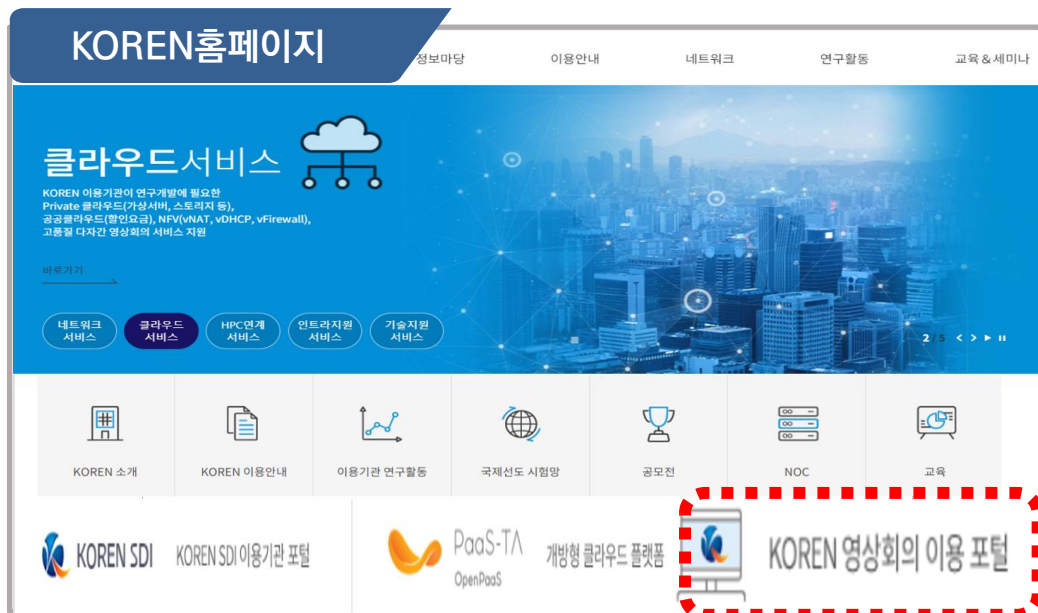 KOREN홈페이지
정보마당 이용안내 네트워크 연구활동 교육&세미나
클라우드서비스
KOREN 이용기관이 연구개발에 필요한
Private 클라우드(가상서버, 스토리지 등),
공공클라우드(할인요금), NFV(vNAT, vDHCP, vFirewall),
고품질 다자간 영상회의 서비스 지원
바로가기
네트워크 서비스
클라우드 서비스
HPC연계 서비스
인트라지원 서비스
기술지원 서비스
2/5
KOREN 소개
KOREN 이용안내
이용기관 연구활동
국제선도 시험망
공모전
NOC
교육
KOREN SDI KOREN SDI 이용기관 포털
PaaS-TA
OpenPaaS
개방형 클라우드 플랫폼
KOREN 영상회의 이용 포털